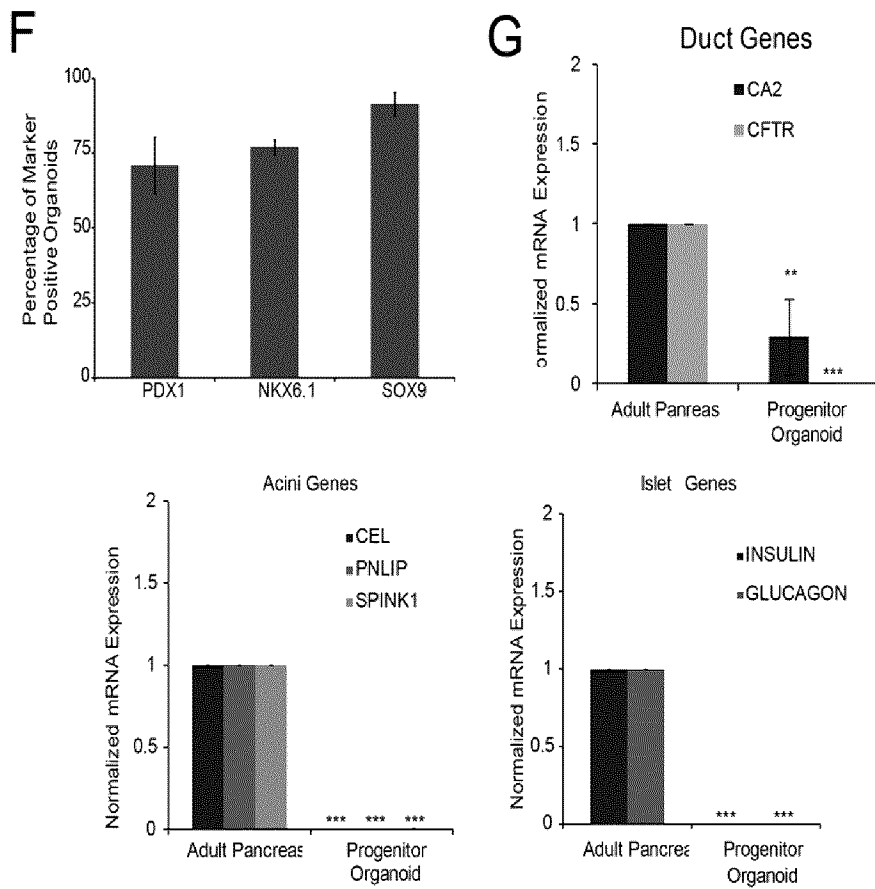 F
Percentage of Marker
Positive Organoids
100
75
50
25
0
PDX1
NKX6.1
SOX9
G
Duct Genes
ormalized mRNA Expression
2
1.5
1
0.5
0
CA2
CFTR
**
***
Adult Panreas
Progenitor
Organoid
Acini Genes
Normalized mRNA Expression
2
1.5
1
0.5
0
CEL
PNLIP
SPINK1
*** *** ***
Adult Pancreas
Progenitor
Organoid
Islet Genes
Normalized mRNA Expression
2
1.5
1
0.5
0
INSULIN
GLUCAGON
*** ***
Adult Pancrea
Progenitor
Organoid